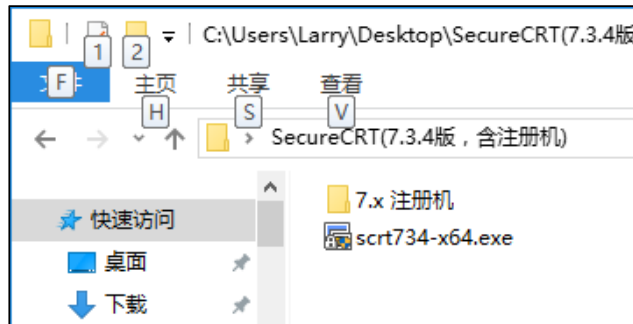 1 2 C:\Users\Larry\Desktop\SecureCRT(7.3.4版
F 主页 共享 查看
H S V
SecureCRT(7.3.4版，含注册机)
快速访问
7.x 注册机
桌面
scrt734-x64.exe
下载